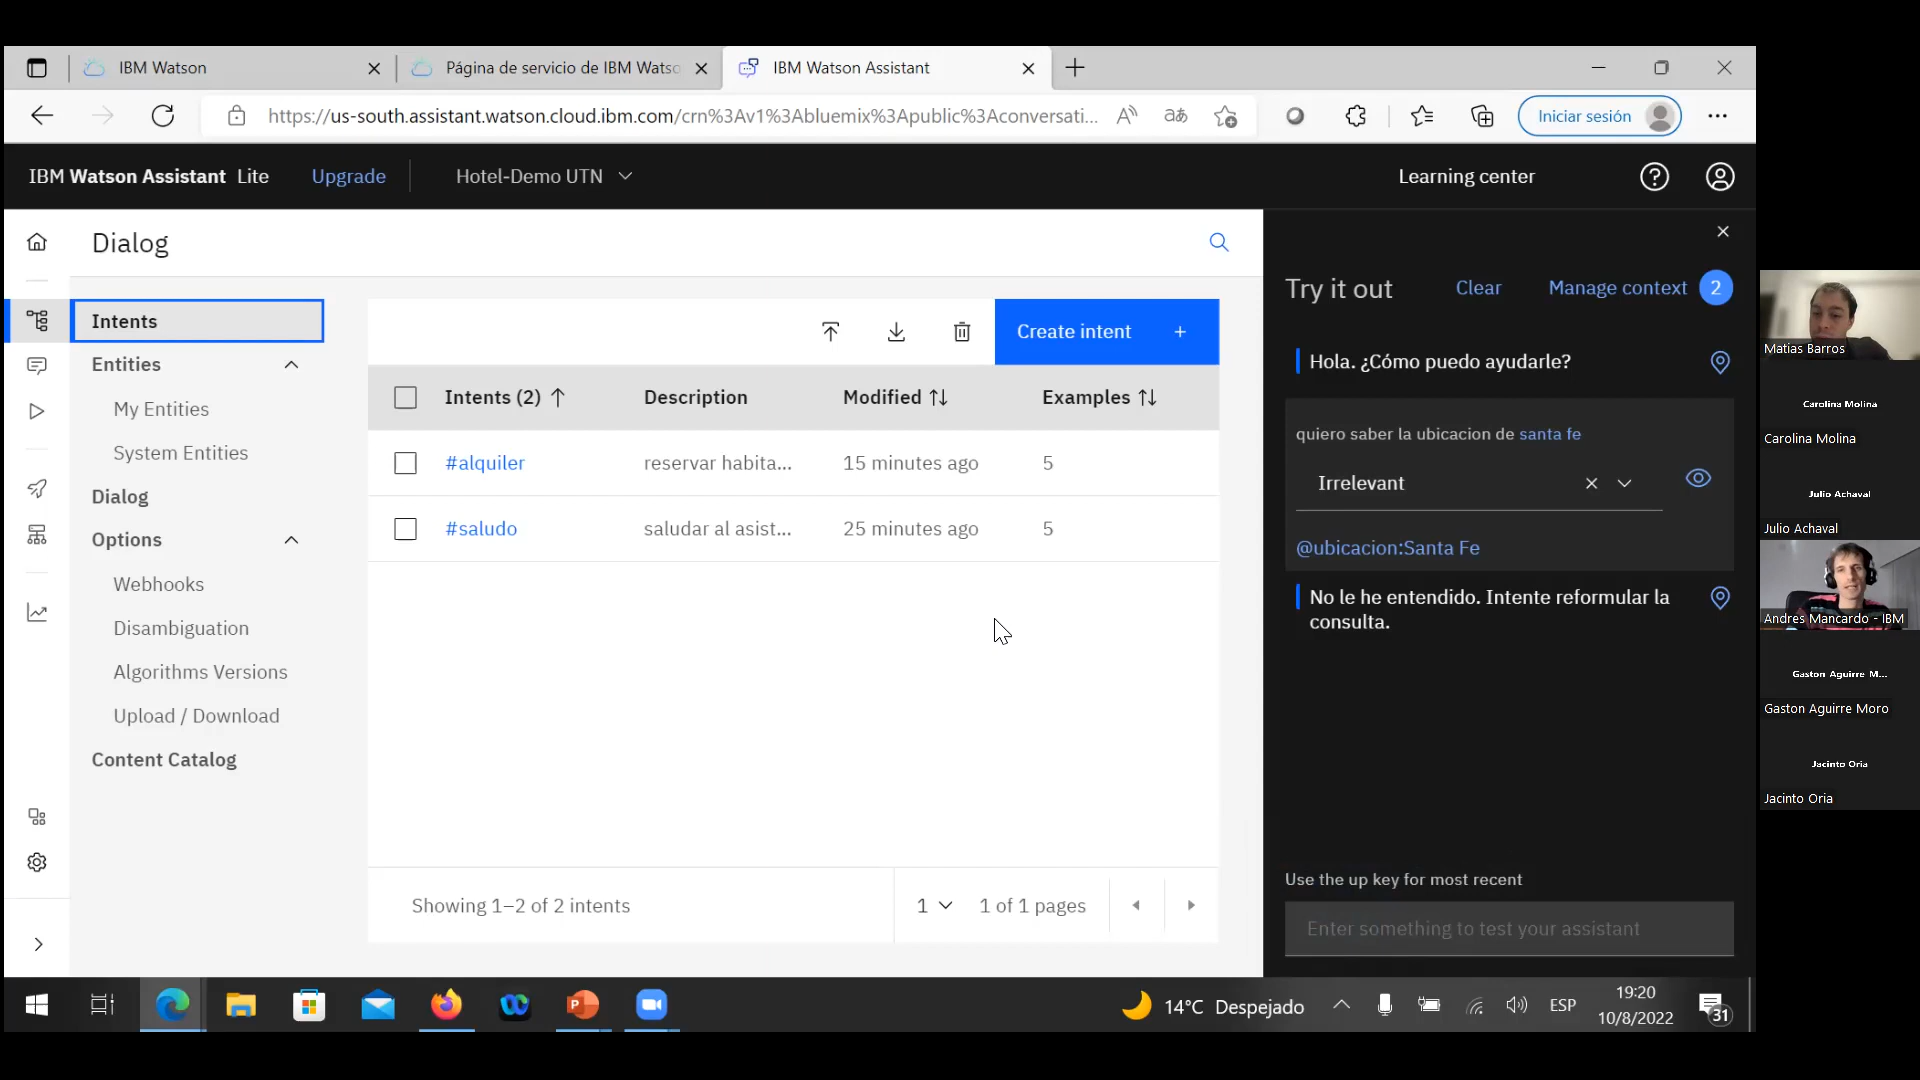 IBM Watson
Página de servicio de IBM Watso
IBM Watson Assistant
https://us-south.assistant.watson.cloud.ibm.com/crn%3Av1%3Abluemix%3Apublic%3Aconversati...
Iniciar sesión
IBM Watson Assistant Lite
Upgrade
Hotel-Demo UTN
Learning center
Dialog
Intents
Entities
My Entities
System Entities
Dialog
Options
Webhooks
Disambiguation
Algorithms Versions
Upload / Download
Content Catalog
Create intent +
Intents (2) Description Modified Examples
#alquiler reservar habita... 15 minutes ago 5
#saludo saludar al asist... 25 minutes ago 5
Showing 1–2 of 2 intents
1
1 of 1 pages
Try it out
Clear
Manage context 2
Hola. ¿Cómo puedo ayudarle?
quiero saber la ubicacion de santa fe
Irrelevant
@ubicacion:Santa Fe
No le he entendido. Intente reformular la
consulta.
Use the up key for most recent
Enter something to test your assistant
Matias Barros
Carolina Molina
Carolina Molina
Julio Achaval
Julio Achaval
Andres Mancardo - IBM
Gaston Aguirre M...
Gaston Aguirre Moro
Jacinto Oria
Jacinto Oria
14°C Despejado
ESP
19:20
10/8/2022
31